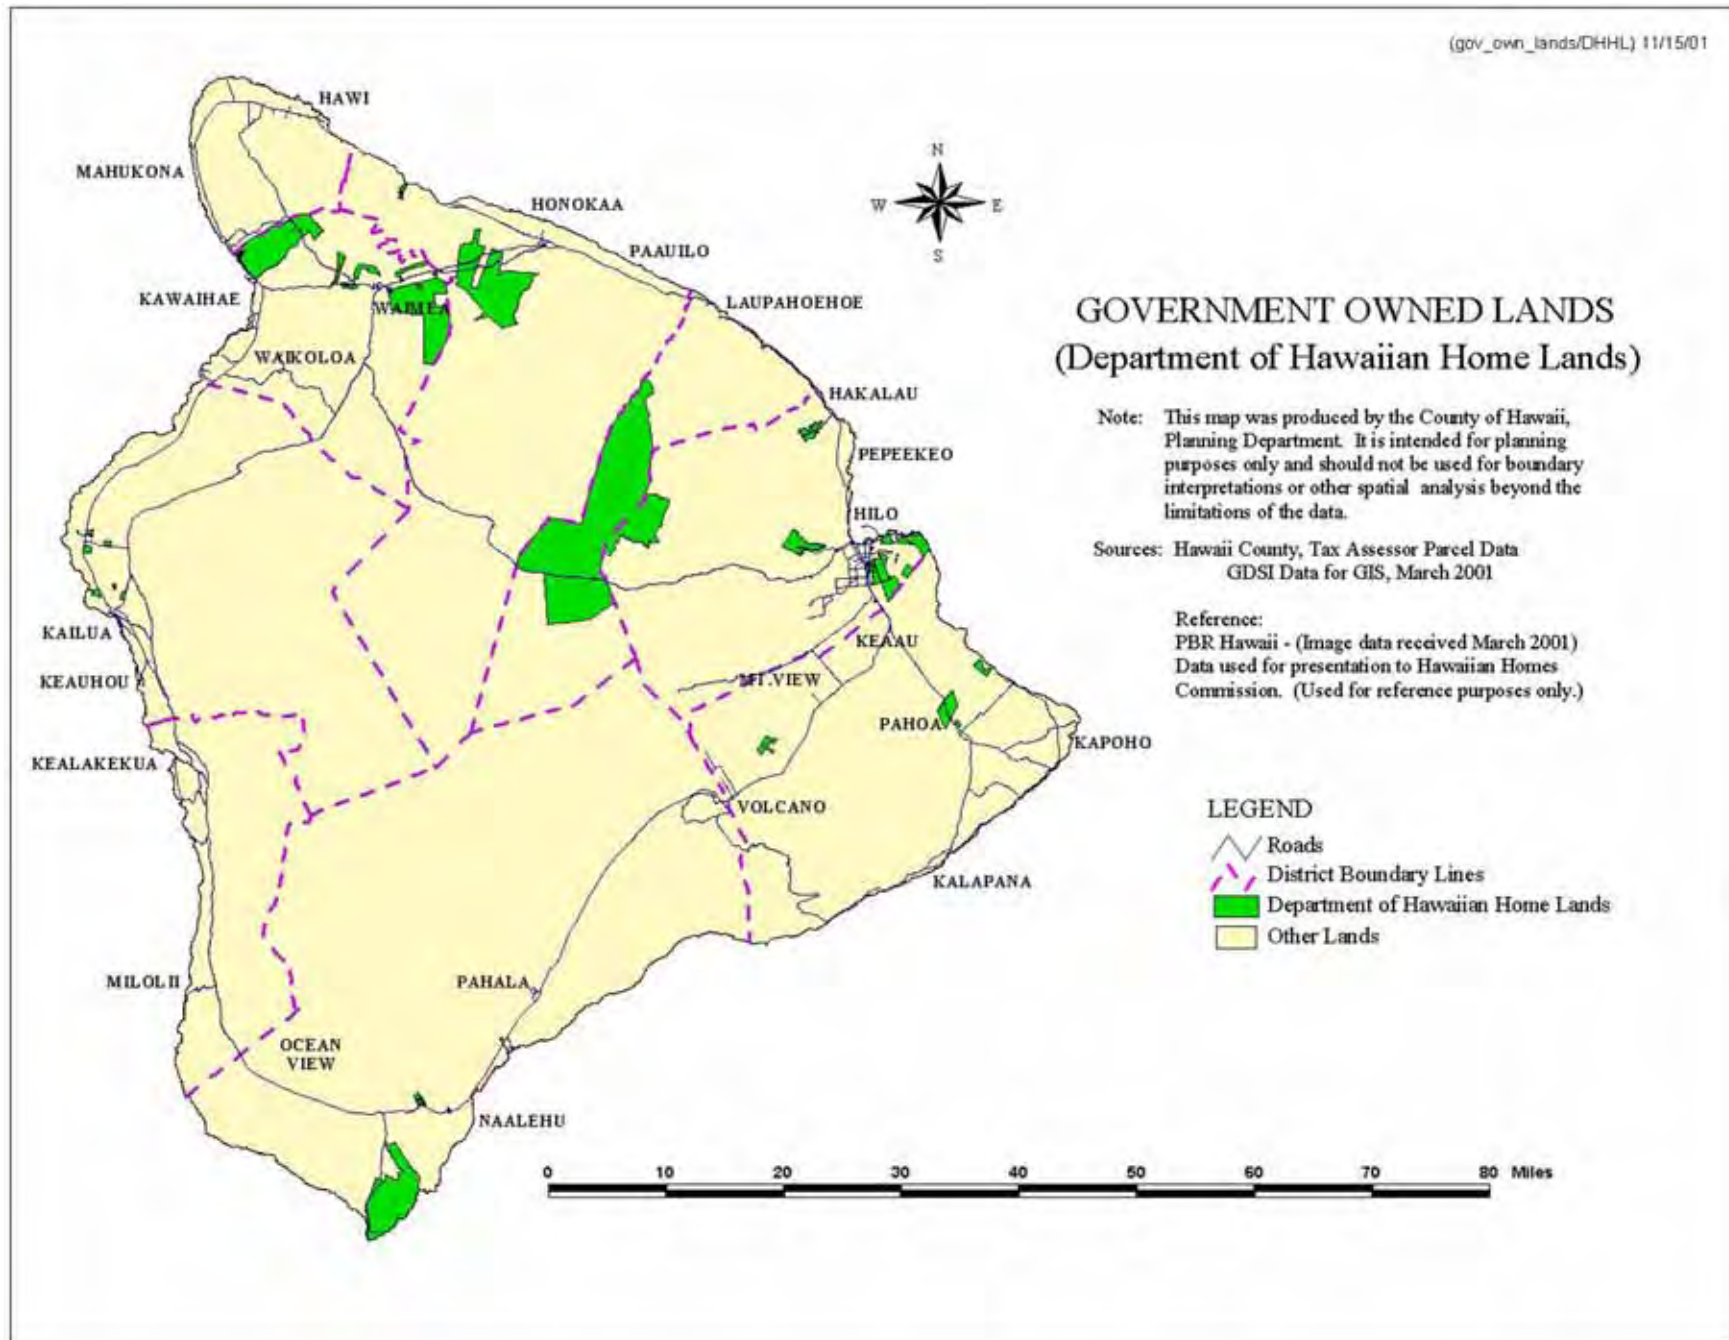 (gov_own_lands/DHHL) 11/15/01
HAWI
MAHUKONA
HONOKAA
PAAUILO
KAWAIHAE
WAIMEA
LAUPAHOEHOE
WAIKOLOA
HAKALAU
PEPEEKEO
HILO
KAILUA
KEAAU
KEAUHOU
MT.VIEW
PAHOA
KAPOHO
KEALAKEKUA
VOLCANO
KALAPANA
MILOLII
PAHALA
OCEAN
VIEW
NAALEHU
N
W
E
S
GOVERNMENT OWNED LANDS
(Department of Hawaiian Home Lands)
Note: This map was produced by the County of Hawaii,
Planning Department. It is intended for planning
purposes only and should not be used for boundary
interpretations or other spatial analysis beyond the
limitations of the data.
Sources: Hawaii County, Tax Assessor Parcel Data
GDSI Data for GIS, March 2001
Reference:
PBR Hawaii - (Image data received March 2001)
Data used for presentation to Hawaiian Homes
Commission. (Used for reference purposes only.)
LEGEND
Roads
District Boundary Lines
Department of Hawaiian Home Lands
Other Lands
0 10 20 30 40 50 60 70 80 Miles